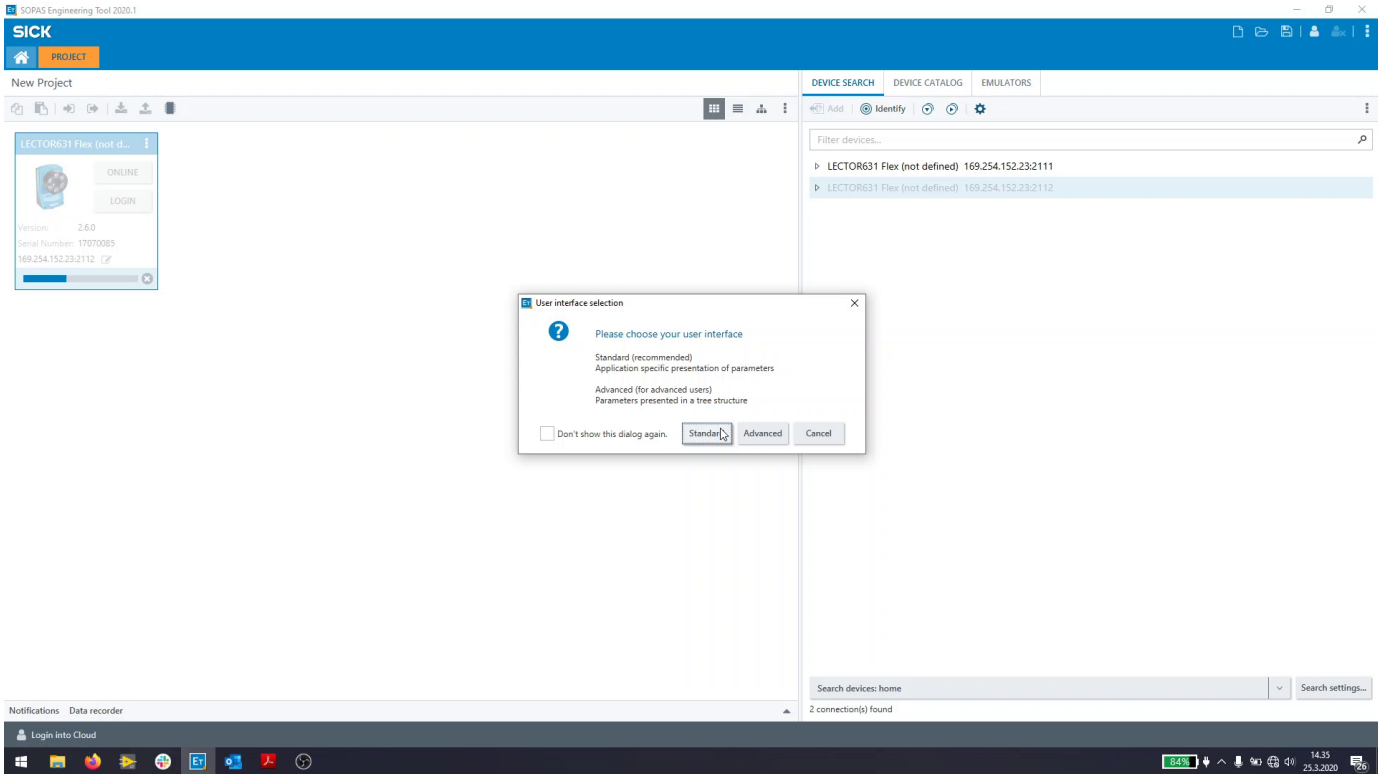 SOPAS Engineering Tool 2020.1
SICK
PROJECT
New Project
LECTOR631 Flex (not d...
ONLINE
LOGIN
Version: 2.6.0
Serial Number: 17070085
169.254.152.23:2112
DEVICE SEARCH DEVICE CATALOG EMULATORS
Add Identify
Filter devices...
LECTOR631 Flex (not defined) 169.254.152.23:2111
LECTOR631 Flex (not defined) 169.254.152.23:2112
User interface selection
Please choose your user interface
Standard (recommended)
Application specific presentation of parameters
Advanced (for advanced users)
Parameters presented in a tree structure
Don't show this dialog again. Standard Advanced Cancel
Search devices: home Search settings...
2 connection(s) found
Notifications Data recorder
Login into Cloud
84% 14.35
25.3.2020
26